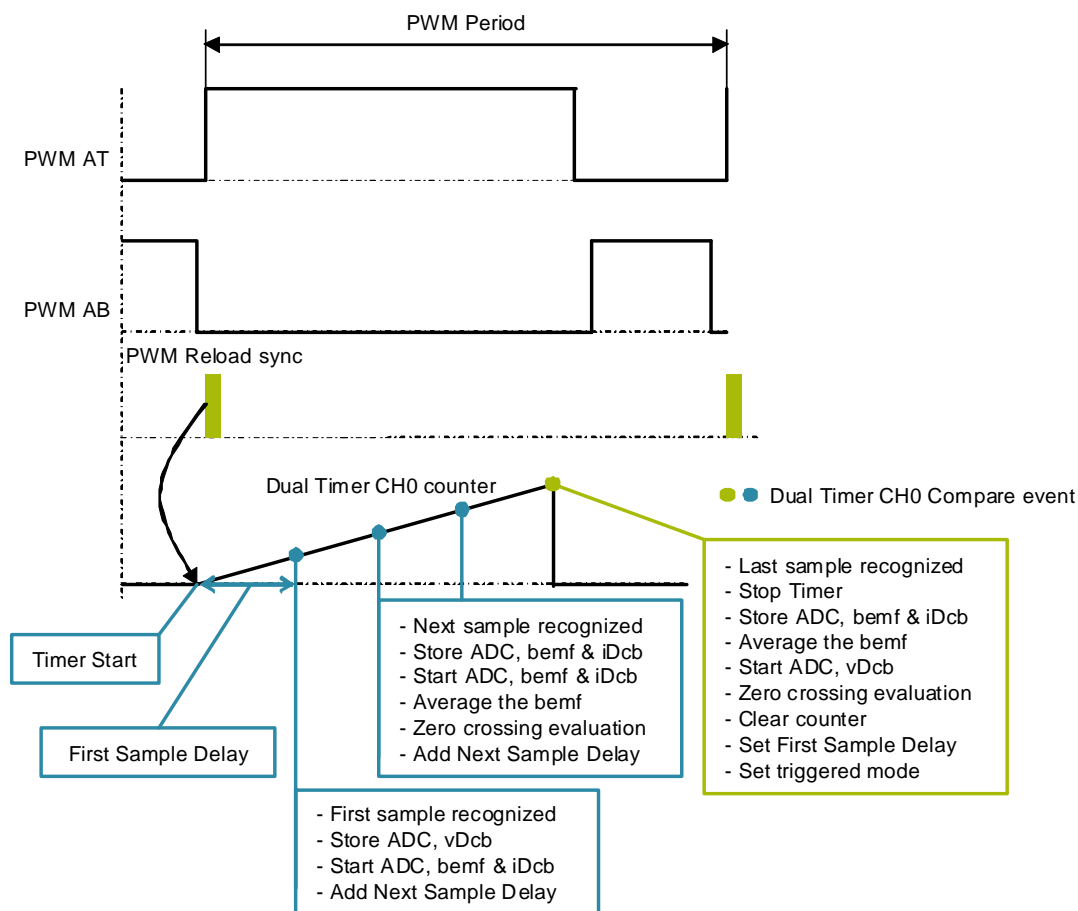 PWM Period
PWM AT
PWM AB
PWM Reload sync
Dual Timer CH0 counter
Dual Timer CH0 Compare event
Timer Start
First Sample Delay
- Next sample recognized
- Store ADC, bemf & iDcb
- Start ADC, bemf & iDcb
- Average the bemf
- Zero crossing evaluation
- Add Next Sample Delay
- Last sample recognized
- Stop Timer
- Store ADC, bemf & iDcb
- Average the bemf
- Start ADC, vDcb
- Zero crossing evaluation
- Clear counter
- Set First Sample Delay
- Set triggered mode
- First sample recognized
- Store ADC, vDcb
- Start ADC, bemf & iDcb
- Add Next Sample Delay